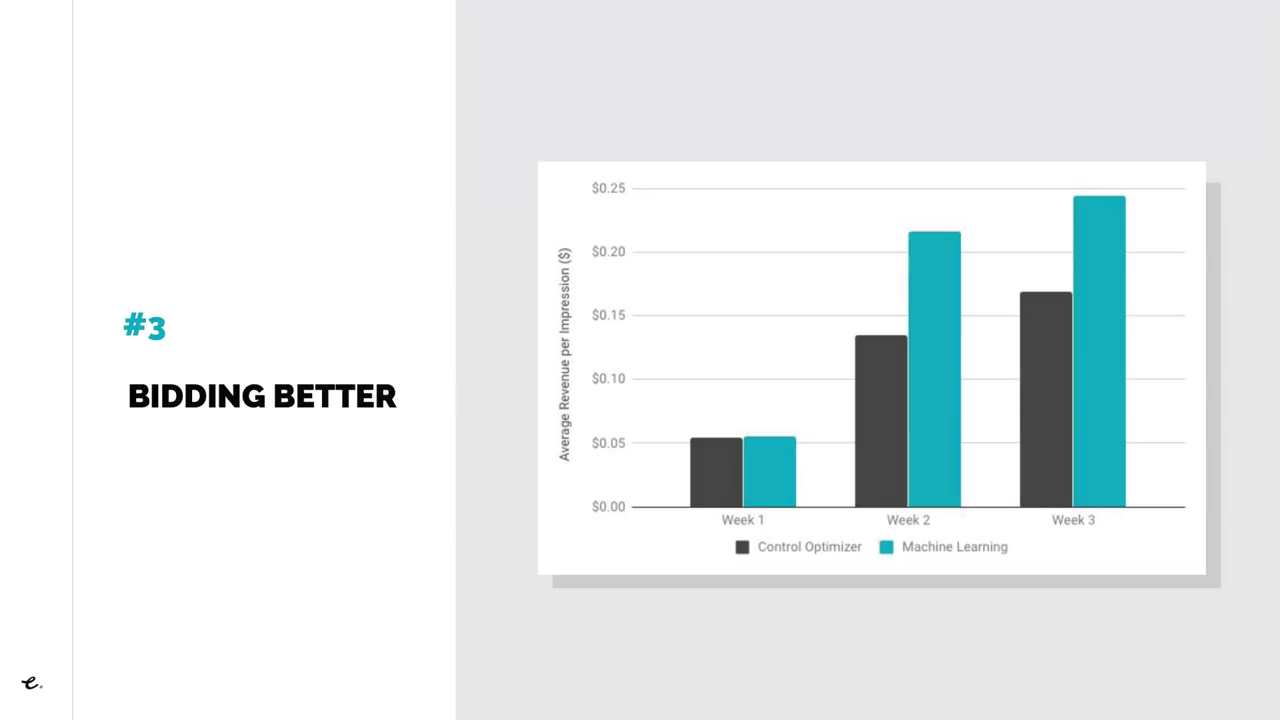 #3
BIDDING BETTER
e.
Average Revenue per Impression ($)
$0.25
$0.20
$0.15
$0.10
$0.05
$0.00
Week 1 Week 2 Week 3
Control Optimizer Machine Learning